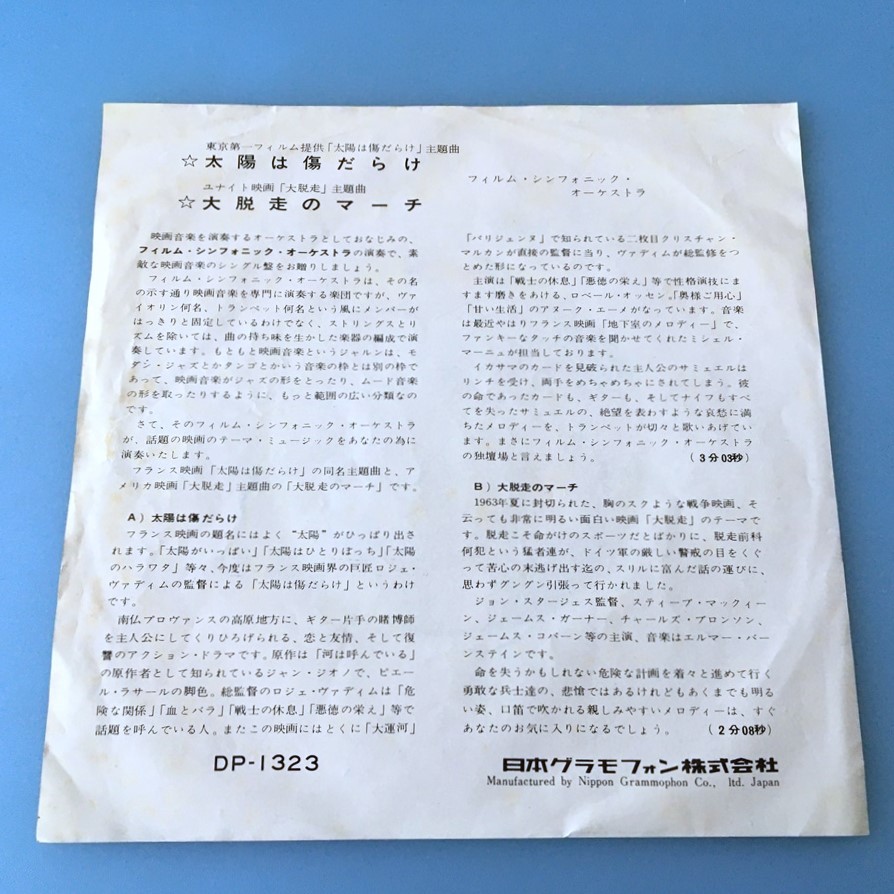 東京第一フィルム提供「太陽は傷だらけ」主題曲
☆太陽は傷だらけ
ユナイト映画「大脱走」主題曲
☆大脱走のマーチ
フィルム・シンフォニック・
オーケストラ
映画音楽を演奏するオーケストラとしておなじみの、
フィルム・シンフォニック・オーケストラの演奏で、素
敵な映画音楽のシングル盤をお贈りしましょう。
フィルム・シンフォニック・オーケストラは、その名
の示す通り映画音楽を専門に演奏する楽団ですが、ヴァ
イオリン何名、トランペット何名という風にメンバーが
はっきりと固定しているわけでなく、ストリングスとリ
ズムを除いては、曲の持ち味を生かした楽器の編成で演
奏しています。もともと映画音楽というジャルンは、モ
ダン・ジャズとかタンゴとかいう音楽の枠とは別の枠で
あって、映画音楽がジャズの形をとったり、ムード音楽
の形を取ったりするように、もっと範囲の広い分類なの
です。
さて、そのフィルム・シンフォニック・オーケストラ
が、話題の映画のテーマ・ミュージックをあなたの為に
演奏いたします。
フランス映画「太陽は傷だらけ」の同名主題曲と、ア
メリカ映画「大脱走」主題曲の「大脱走のマーチ」です。
A）太陽は傷だらけ
フランス映画の題名にはよく“太陽”がひっぱり出さ
れます。「太陽がいっぱい」「太陽はひとりぼっち」「太陽
のハラワタ」等々、今度はフランス映画界の巨匠ロジェ・
ヴァディムの監督による「太陽は傷だらけ」というわけ
です。
南仏プロヴァンスの高原地方に、ギター片手の賭博師
を主人公にしてくりひろげられる、恋と友情、そして復
讐のアクション・ドラマです。原作は「河は呼んでいる」
の原作者として知られているジャン・ジオノで、ピエー
ル・ラサールの脚色。総監督のロジェ・ヴァディムは「危
険な関係」「血とバラ」「戦士の休息」「悪徳の栄え」等で
話題を呼んでいる人。またこの映画にはとくに「大運河」
「パリジェンヌ」で知られている二枚目クリスチャン・
マルカンが直接の監督に当り、ヴァディムが総監修をつ
とめた形になっているのです。
主演は「戦士の休息」「悪徳の栄え」等で性格演技にま
すます磨きをあける、ロベール・オッセン。「奥様ご用心」
「甘い生活」のアヌーク・エーメがなっています。音楽
は最近やはりフランス映画「地下室のメロディー」で、
ファンキーなタッチの音楽を聞かせてくれたミシェル・
マーニュが担当しております。
イカサマのカードを見破られた主人公のサミュエルは
リンチを受け、両手をめちゃめちゃにされてしまう。彼
の命であったカードも、ギターも、そしてナイフもすべ
てを失ったサミュエルの、絶望を表わすような哀愁に満
ちたメロディーを、トランペットが切々と歌いあげてい
ます。まさにフィルム・シンフォニック・オーケストラ
の独壇場と言えましょう。（3分03秒）
B）大脱走のマーチ
1963年夏に封切られた、胸のスクような戦争映画、そ
云っても非常に明るい面白い映画「大脱走」のテーマで
す。脱走こそ命がけのスポーツだとばかりに、脱走前科
何犯という猛者連が、ドイツ軍の厳しい警戒の目をくぐ
って苦心の末逃げ出す迄の、スリルに富んだ話の運びに、
思わずグングン引張って行かれました。
ジョン・スタージェス監督、スティーブ・マックィー
ン、ジェームス・ガーナー、チャールズ・ブロンソン、
ジェームス・コバーン等の主演、音楽はエルマー・バー
ンステインです。
命を失うかもしれない危険な計画を着々と進めて行く
勇敢な兵士達の、悲愴ではあるけれどもあくまでも明る
い姿、口笛で吹かれる親しみやすいメロディーは、すぐ
あなたのお気に入りになるでしょう。（2分08秒）
DP-1323
日本グラモフォン株式会社
Manufactured by Nippon Grammophon Co., ltd. Japan